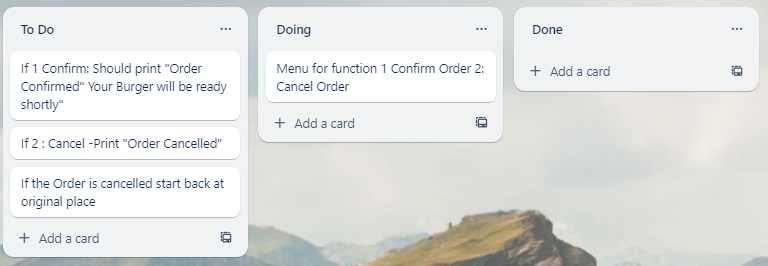 To Do
If 1 Confirm: Should print "Order
Confirmed" Your Burger will be ready
shortly"
If 2 : Cancel -Print "Order Cancelled"
If the Order is cancelled start back at
original place
+ Add a card
Doing
Menu for function 1 Confirm Order 2:
Cancel Order
+ Add a card
Done
+ Add a card